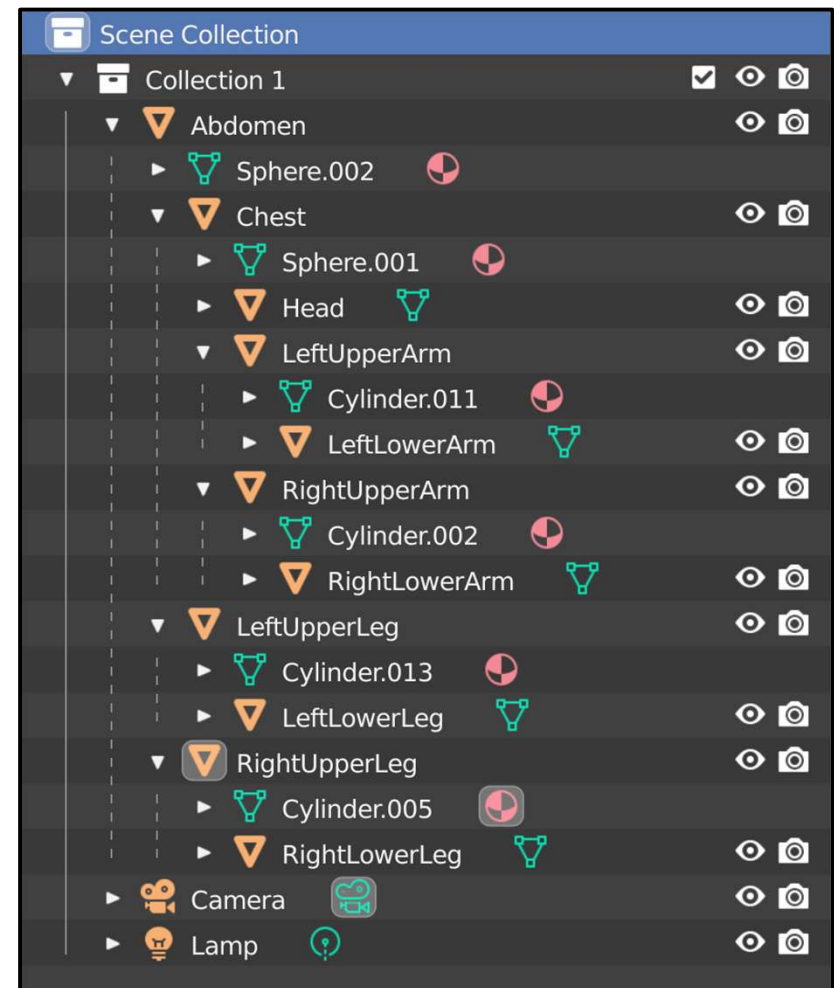 Scene Collection
Collection 1
Abdomen
Sphere.002
Chest
Sphere.001
Head
LeftUpperArm
Cylinder.011
LeftLowerArm
RightUpperArm
Cylinder.002
RightLowerArm
LeftUpperLeg
Cylinder.013
LeftLowerLeg
RightUpperLeg
Cylinder.005
RightLowerLeg
Camera
Lamp